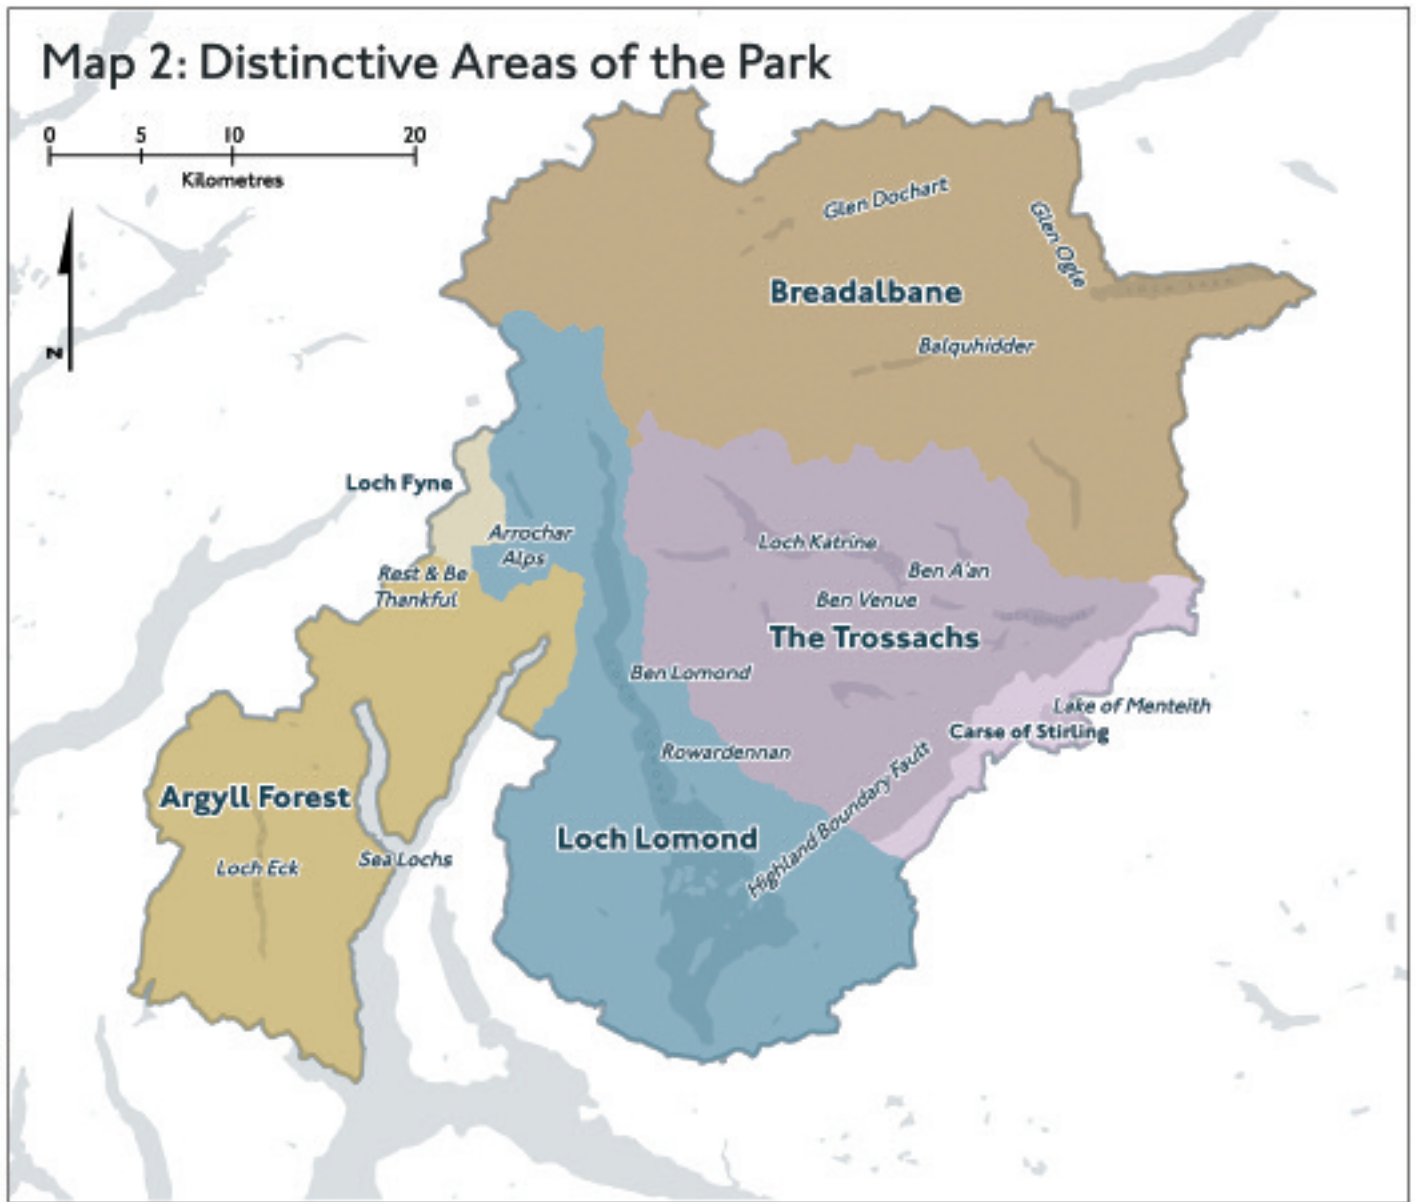 Map 2: Distinctive Areas of the Park
0 5 10 20
Kilometres
N
Glen Dochart
Glen Ogle
Breadalbane
Balquhidder
Loch Fyne
Arrochar
Alps
Rest & Be
Thankful
Loch Katrine
Ben A'an
Ben Venue
The Trossachs
Ben Lomond
Lake of Menteith
Carse of Stirling
Rowardennan
Highland Boundary Fault
Argyll Forest
Loch Lomond
Sea Lochs
Loch Eck